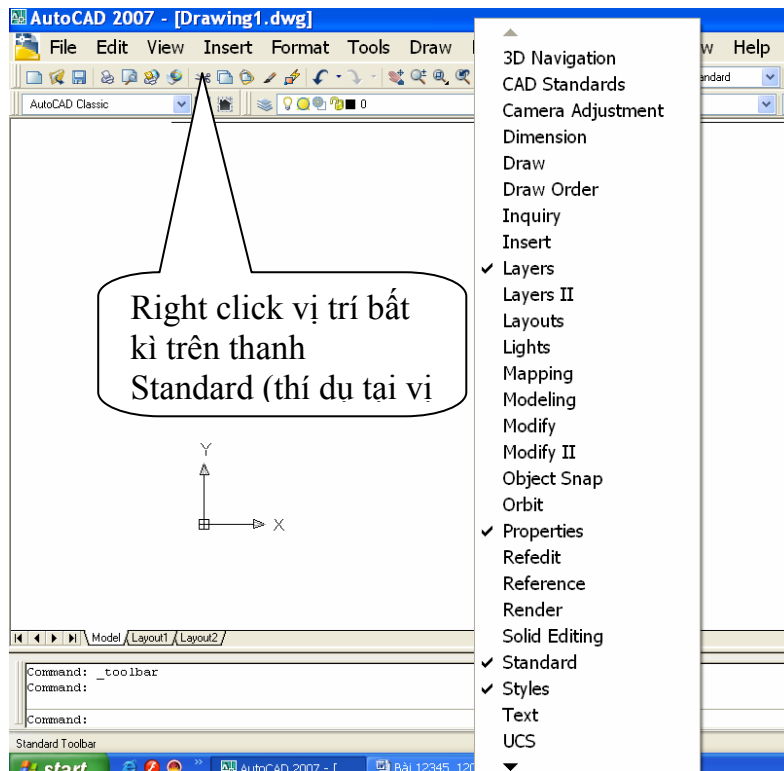 AutoCAD 2007 - [Drawing1.dwg]
File Edit View Insert Format Tools Draw Help
AutoCAD Classic
0
Right click vị trí bất
kì trên thanh
Standard (thí dụ tại vị
Y
X
3D Navigation
CAD Standards
Camera Adjustment
Dimension
Draw
Draw Order
Inquiry
Insert
Layers
Layers II
Layouts
Lights
Mapping
Modeling
Modify
Modify II
Object Snap
Orbit
Properties
Refedit
Reference
Render
Solid Editing
Standard
Styles
Text
UCS
Model Layout1 Layout2
Command: _toolbar
Command:
Command:
Standard Toolbar
start AutoCAD 2007 - [ Bài 12345_120